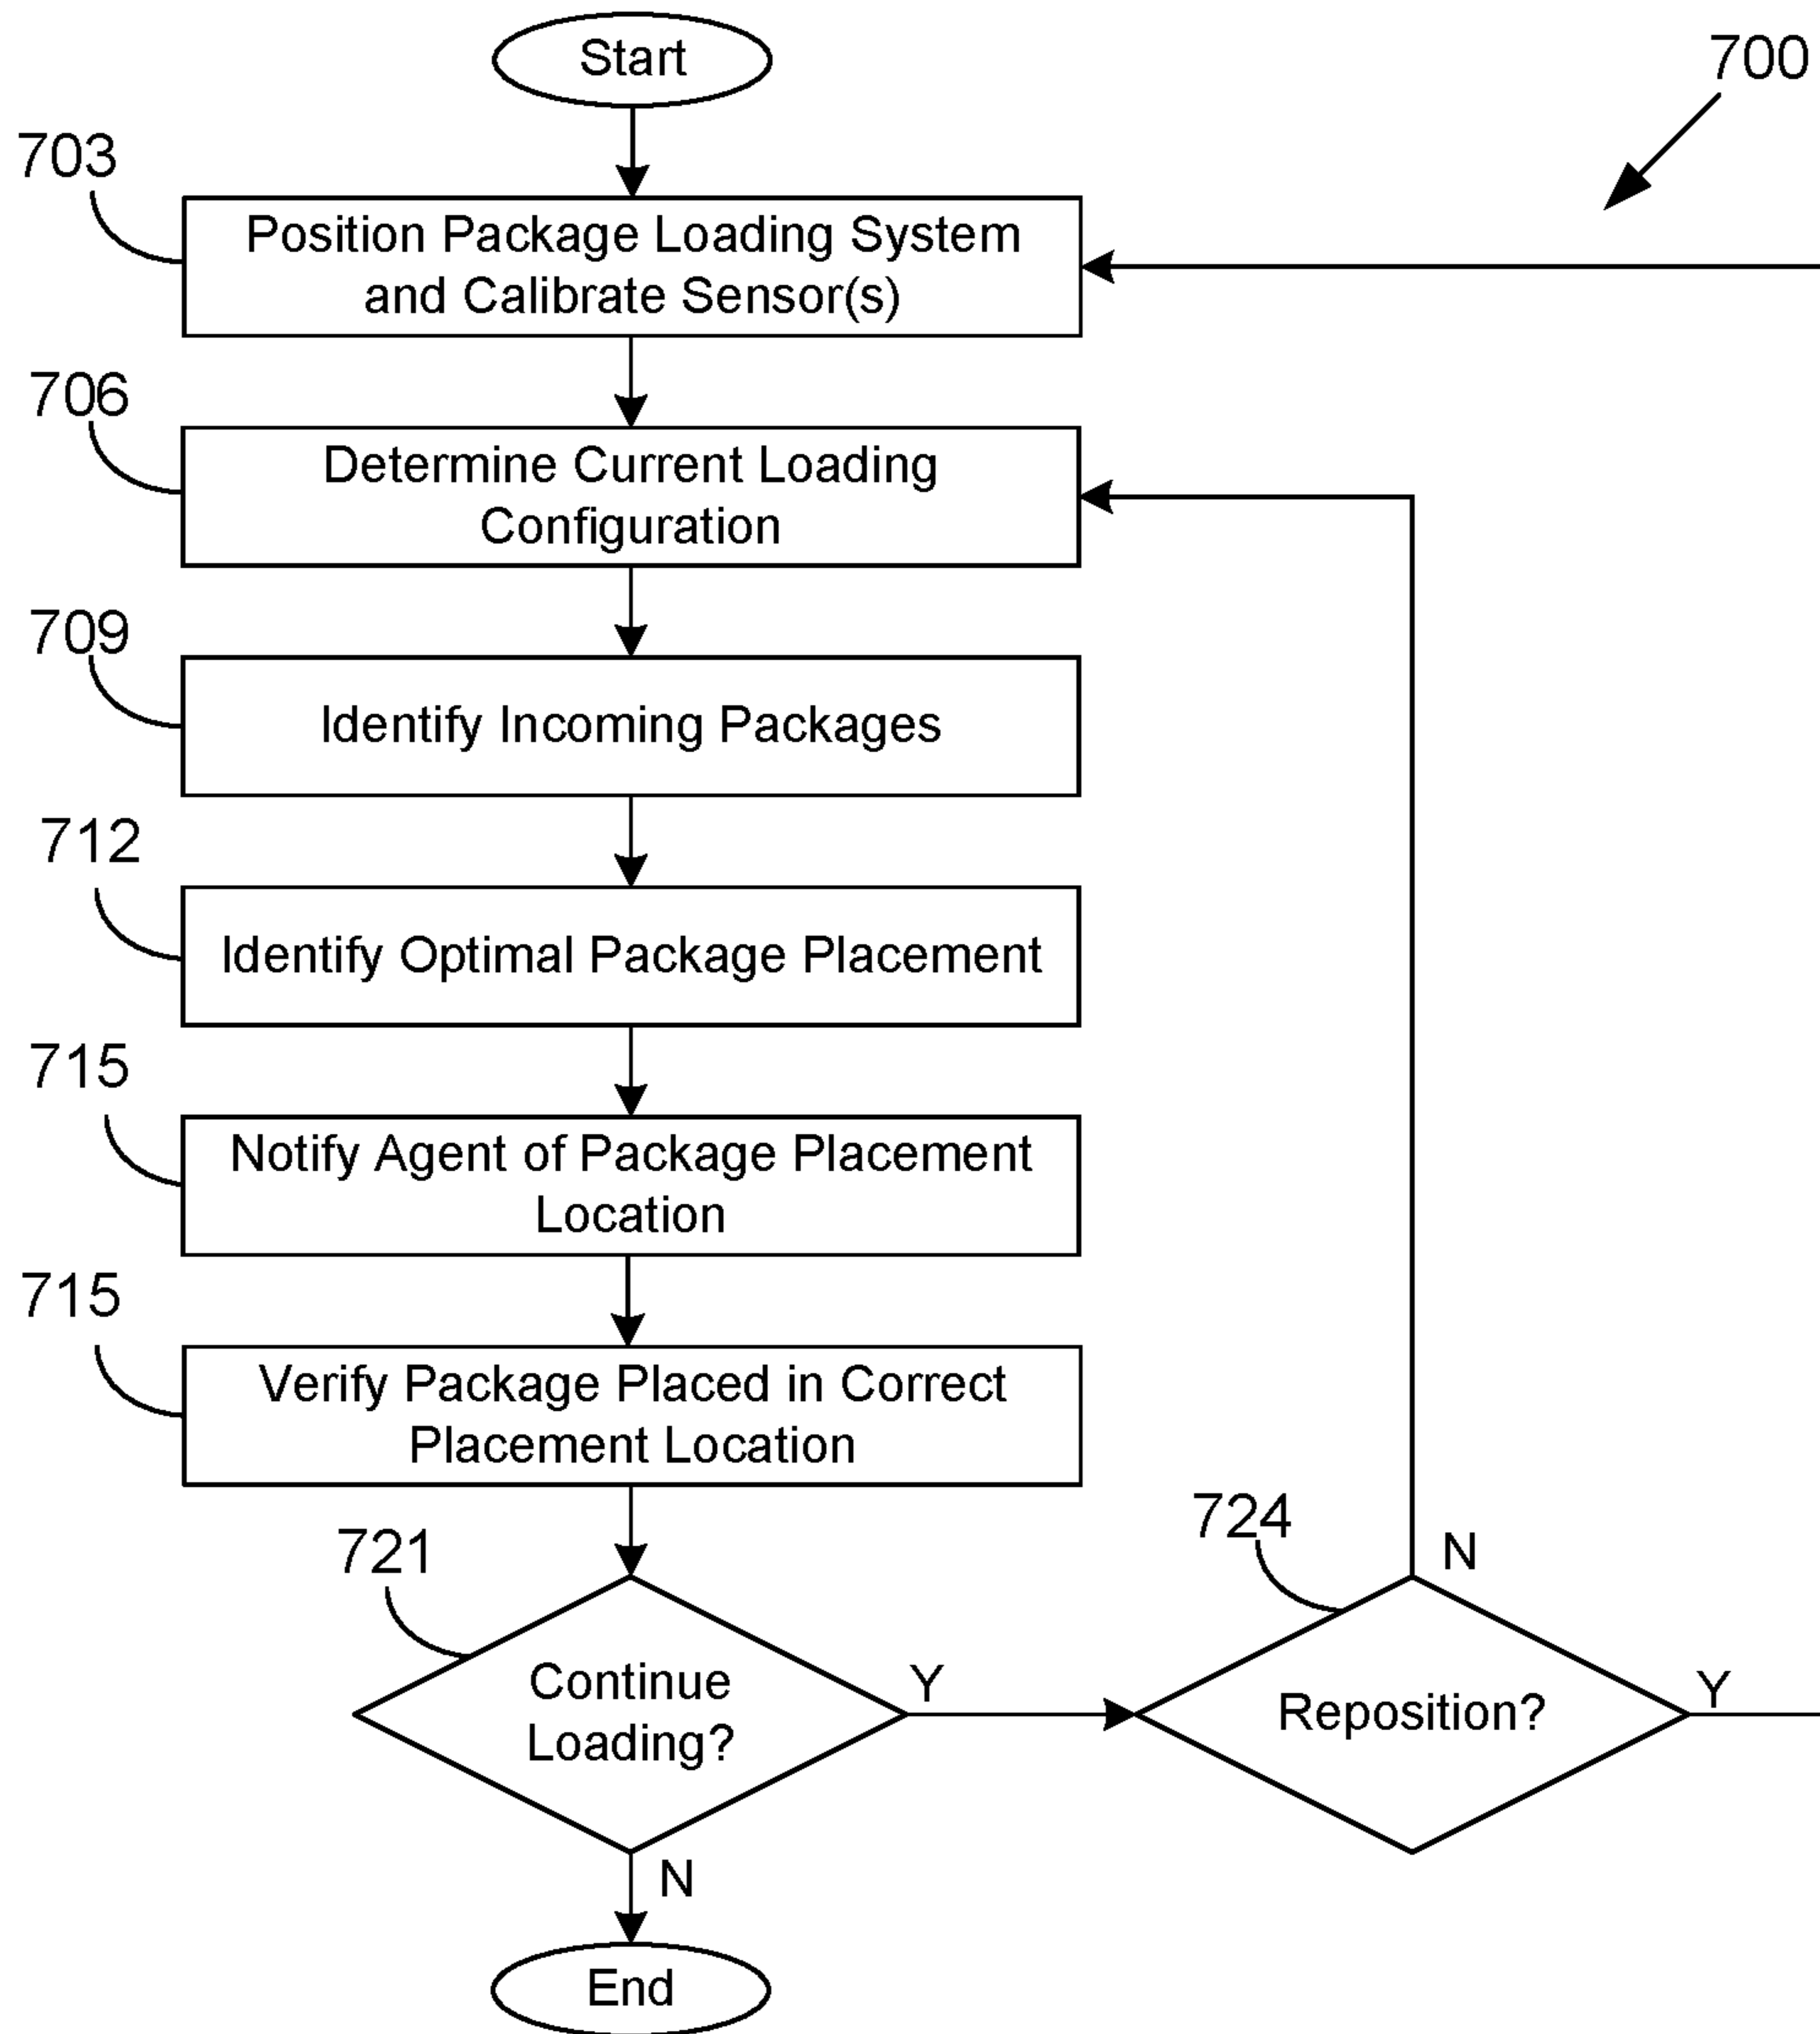 Start
700
703
Position Package Loading System
and Calibrate Sensor(s)
706
Determine Current Loading
Configuration
709
Identify Incoming Packages
712
Identify Optimal Package Placement
715
Notify Agent of Package Placement
Location
715
Verify Package Placed in Correct
Placement Location
721
724
N
Continue
Loading?
Y
Reposition?
Y
N
End